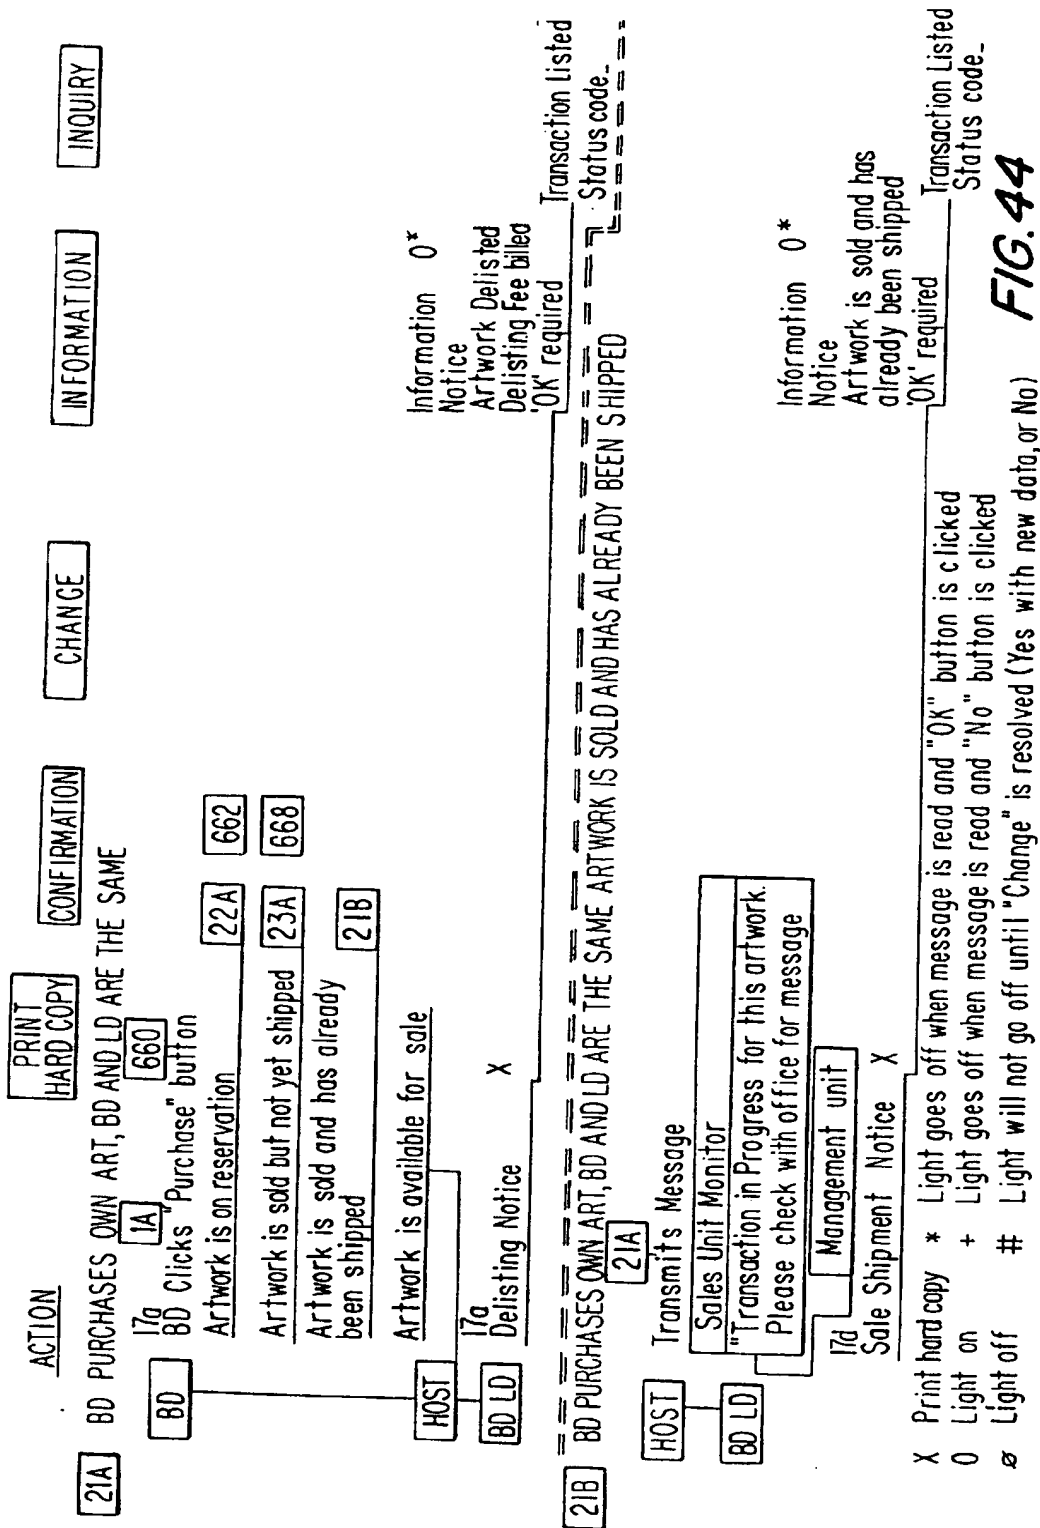 ACTION
PRINT
HARD COPY
CONFIRMATION
CHANGE
INFORMATION
INQUIRY
21A BD PURCHASES OWN ART, BD AND LD ARE THE SAME
1A
660
17a
BD BD Clicks "Purchase" button
Artwork is on reservation 22A 662
Artwork is sold but not yet shipped 23A 668
Artwork is sold and has already
been shipped 21B
Artwork is available for sale
HOST
BD LD
17a
Delisting Notice X
Information O*
Notice
Artwork Delisted
Delisting Fee billed
'OK' required
Transaction Listed
Status code_
21B BD PURCHASES OWN ART, BD AND LD ARE THE SAME ARTWORK IS SOLD AND HAS ALREADY BEEN SHIPPED
21A
HOST Transmits Message
BD LD
Sales Unit Monitor
"Transaction in Progress for this artwork.
Please check with office for message
Management unit
17d
Sale Shipment Notice X
Information O*
Notice
Artwork is sold and has
already been shipped
'OK' required
Transaction Listed
Status code_
X Print hard copy * Light goes off when message is read and "OK" button is clicked
O Light on + Light goes off when message is read and "No" button is clicked
ø Light off # Light will not go off until "Change" is resolved (Yes with new data, or No)
FIG. 44